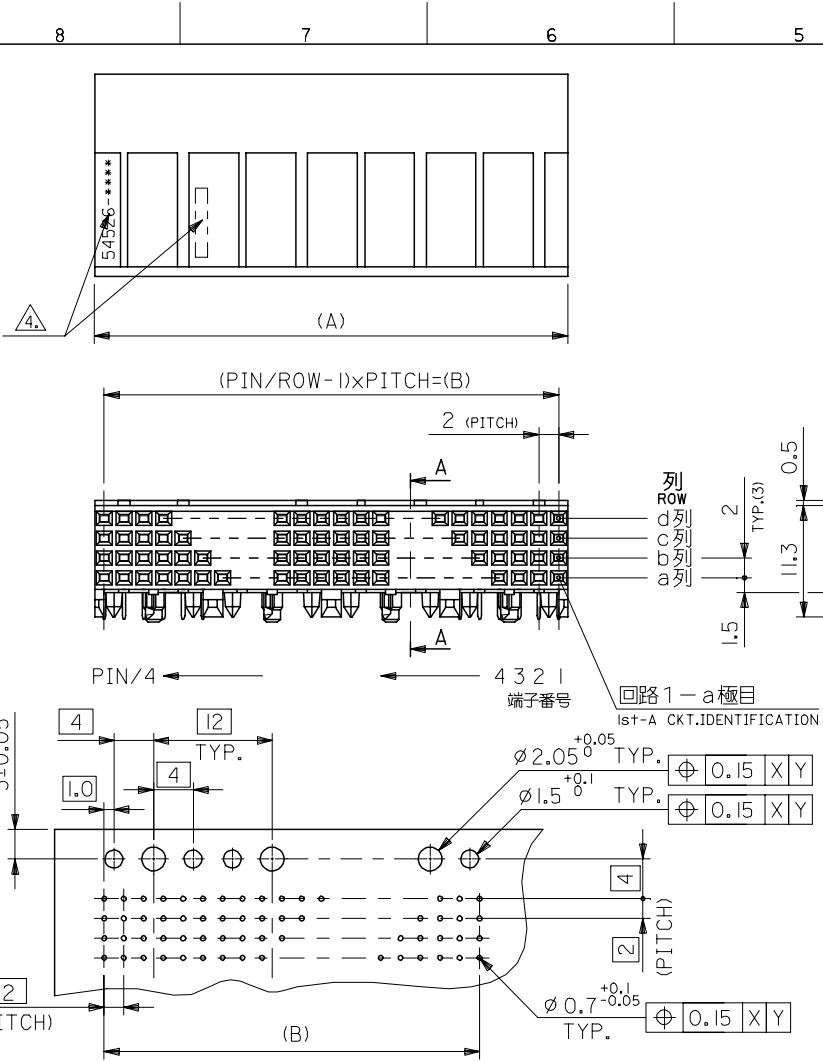 8 7 6 5
54526-****
4.
(A)
(PIN/ROW-1)×PITCH=(B)
2 (PITCH)
A
列
ROW
d列
c列
b列
a列
2
TYP.(3)
0.5
11.3
1.5
A
PIN/4
4 3 2 1
端子番号
回路1-a極目
1st-A CKT.IDENTIFICATION
4
12
TYP.
4
1.0
3±0.05
ø2.05 +0.05 0 TYP.
⌖ 0.15 X Y
ø1.5 +0.1 0 TYP.
⌖ 0.15 X Y
4
2
(PITCH)
2
ø0.7 +0.1 -0.05
TYP.
⌖ 0.15 X Y
(B)